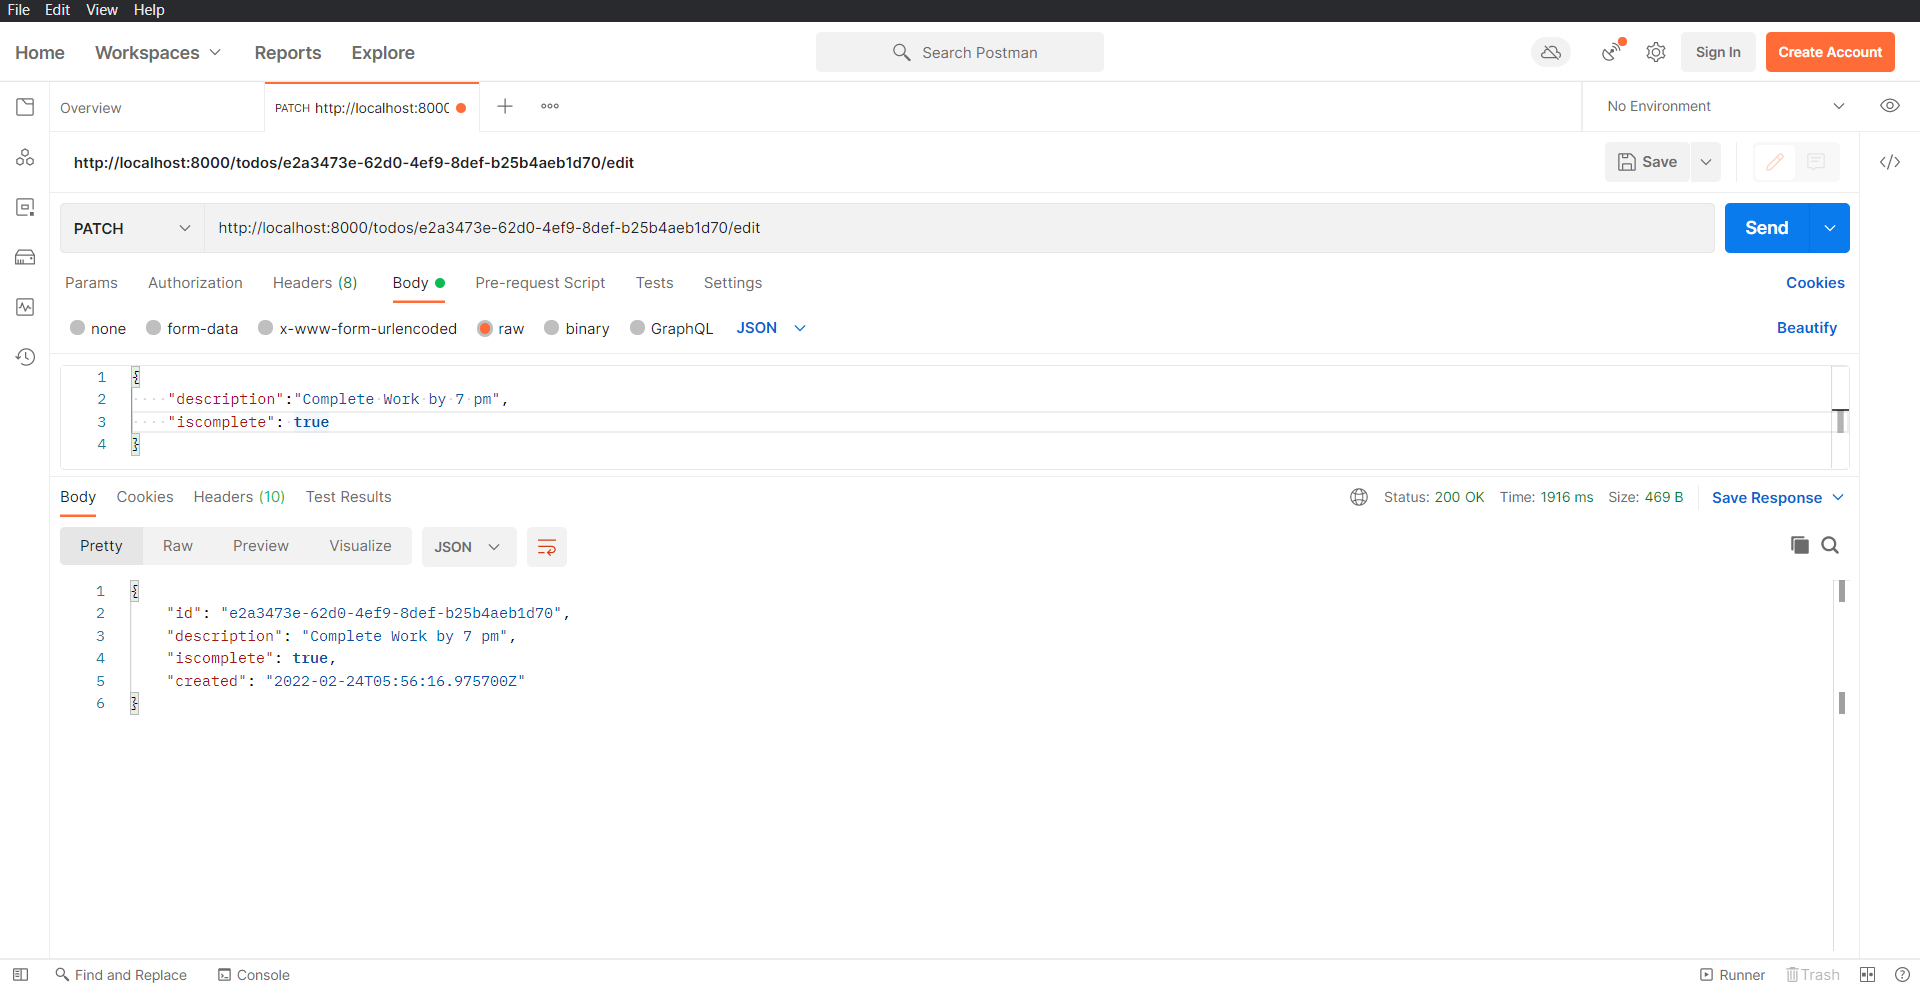 File Edit View Help
Home Workspaces Reports Explore Search Postman Sign In Create Account
Overview PATCH http://localhost:800 No Environment
http://localhost:8000/todos/e2a3473e-62d0-4ef9-8def-b25b4aeb1d70/edit Save
PATCH http://localhost:8000/todos/e2a3473e-62d0-4ef9-8def-b25b4aeb1d70/edit Send
Params Authorization Headers (8) Body Pre-request Script Tests Settings Cookies
none form-data x-www-form-urlencoded raw binary GraphQL JSON Beautify
1 {
2 "description":"Complete Work by 7 pm",
3 "iscomplete": true
4 }
Body Cookies Headers (10) Test Results Status: 200 OK Time: 1916 ms Size: 469 B Save Response
Pretty Raw Preview Visualize JSON
1 {
2 "id": "e2a3473e-62d0-4ef9-8def-b25b4aeb1d70",
3 "description": "Complete Work by 7 pm",
4 "iscomplete": true,
5 "created": "2022-02-24T05:56:16.975700Z"
6 }
Find and Replace Console Runner Trash